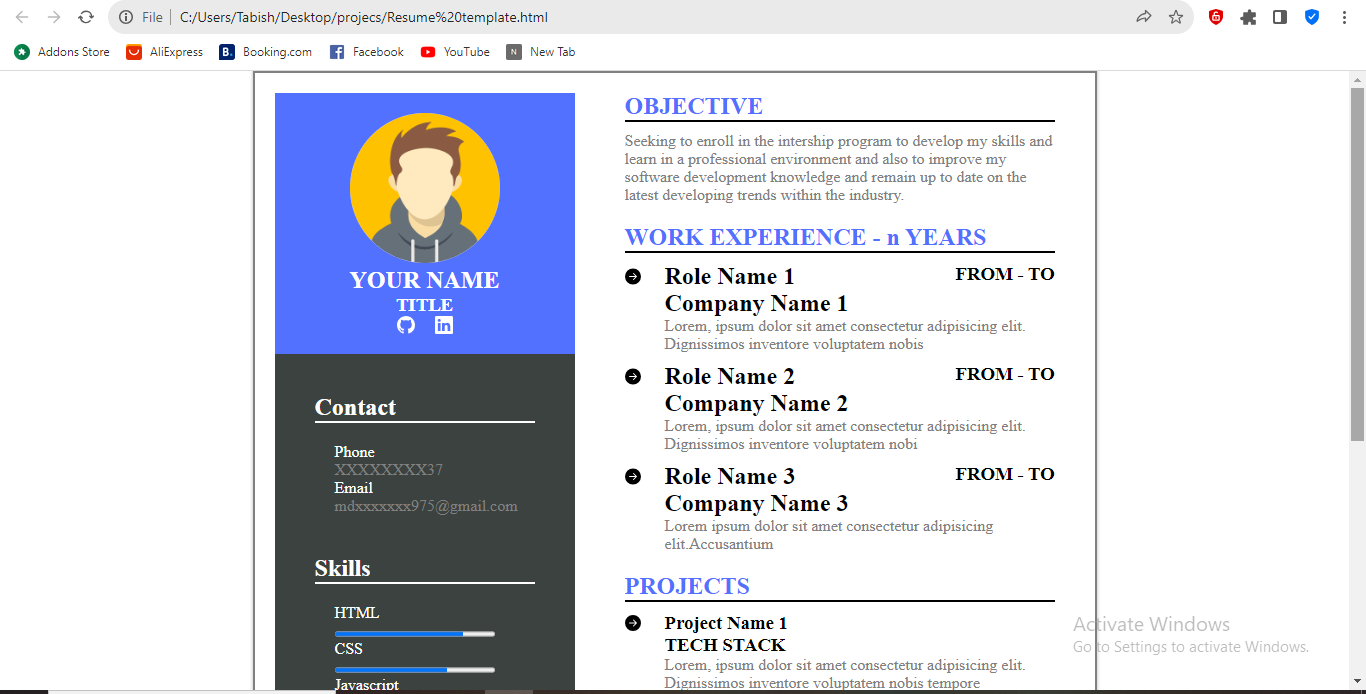 File
C:/Users/Tabish/Desktop/projecs/Resume%20template.html
Addons Store
AliExpress
B.
Booking.com
Facebook
YouTube
N
New Tab
YOUR NAME
TITLE
in
Contact
Phone
XXXXXXXX37
Email
mdxxxxxxx975@gmail.com
Skills
HTML
CSS
Javascript
OBJECTIVE
Seeking to enroll in the intership program to develop my skills and
learn in a professional environment and also to improve my
software development knowledge and remain up to date on the
latest developing trends within the industry.
WORK EXPERIENCE - n YEARS
Role Name 1 FROM - TO
Company Name 1
Lorem, ipsum dolor sit amet consectetur adipisicing elit.
Dignissimos inventore voluptatem nobis
Role Name 2 FROM - TO
Company Name 2
Lorem, ipsum dolor sit amet consectetur adipisicing elit.
Dignissimos inventore voluptatem nobi
Role Name 3 FROM - TO
Company Name 3
Lorem ipsum dolor sit amet consectetur adipisicing
elit.Accusantium
PROJECTS
Project Name 1
TECH STACK
Lorem, ipsum dolor sit amet consectetur adipisicing elit.
Dignissimos inventore voluptatem nobis tempore
Activate Windows
Go to Settings to activate Windows.